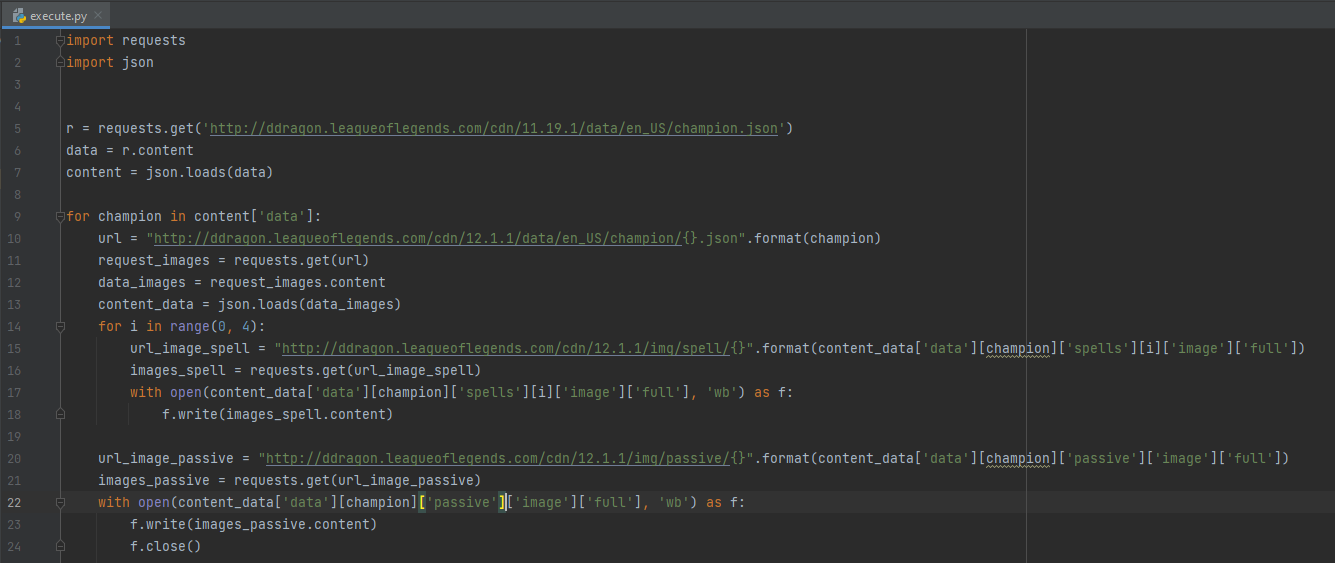 execute.py
1 import requests
2 import json
3
4
5 r = requests.get('http://ddragon.leagueoflegends.com/cdn/11.19.1/data/en_US/champion.json')
6 data = r.content
7 content = json.loads(data)
8
9 for champion in content['data']:
10     url = "http://ddragon.leagueoflegends.com/cdn/12.1.1/data/en_US/champion/{}.json".format(champion)
11     request_images = requests.get(url)
12     data_images = request_images.content
13     content_data = json.loads(data_images)
14     for i in range(0, 4):
15         url_image_spell = "http://ddragon.leagueoflegends.com/cdn/12.1.1/img/spell/{}".format(content_data['data'][champion]['spells'][i]['image']['full'])
16         images_spell = requests.get(url_image_spell)
17         with open(content_data['data'][champion]['spells'][i]['image']['full'], 'wb') as f:
18             f.write(images_spell.content)
19
20     url_image_passive = "http://ddragon.leagueoflegends.com/cdn/12.1.1/img/passive/{}".format(content_data['data'][champion]['passive']['image']['full'])
21     images_passive = requests.get(url_image_passive)
22     with open(content_data['data'][champion]['passive']['image']['full'], 'wb') as f:
23         f.write(images_passive.content)
24         f.close()